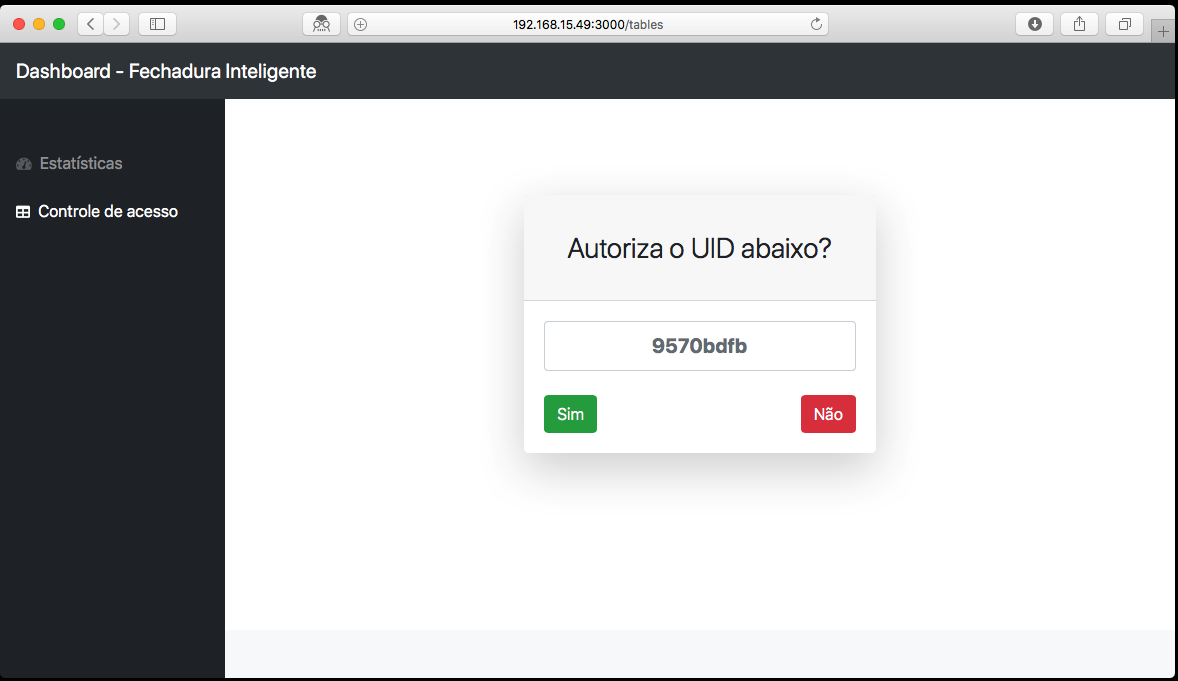 192.168.15.49:3000/tables
Dashboard - Fechadura Inteligente
Estatísticas
Controle de acesso
Autoriza o UID abaixo?
9570bdfb
Sim
Não